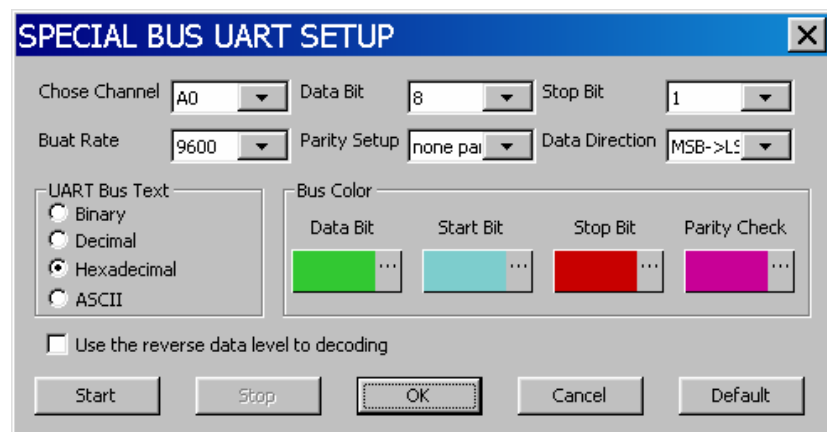 SPECIAL BUS UART SETUP
Chose Channel A0 Data Bit 8 Stop Bit 1
Buat Rate 9600 Parity Setup none pai Data Direction MSB->LS
UART Bus Text
Binary
Decimal
Hexadecimal
ASCII
Bus Color
Data Bit Start Bit Stop Bit Parity Check
... ... ... ...
Use the reverse data level to decoding
Start Stop OK Cancel Default